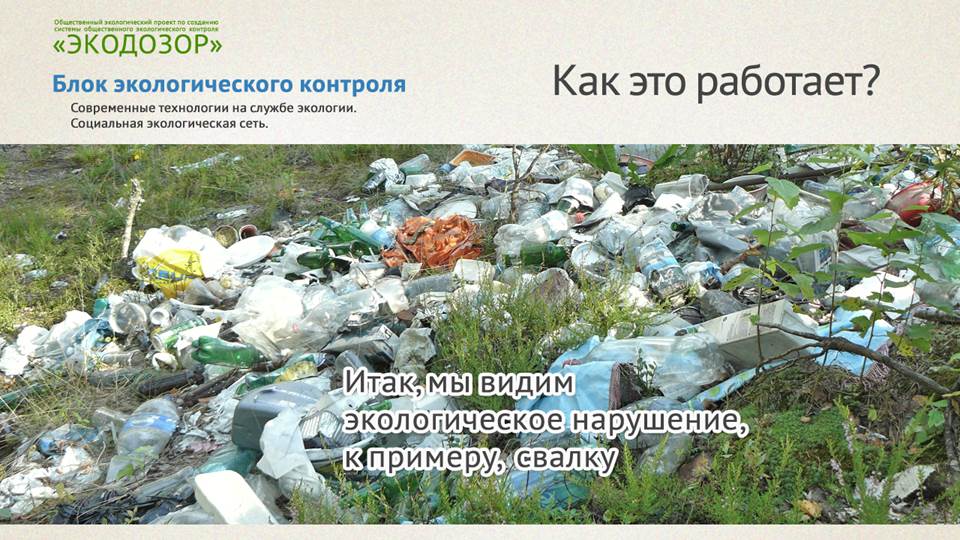 Общественный экологический проект по созданию
системы общественного экологического контроля
«ЭКОДОЗОР»
Блок экологического контроля
Современные технологии на службе экологии.
Социальная экологическая сеть.
Как это работает?
Итак, мы видим
экологическое нарушение,
к примеру, свалку